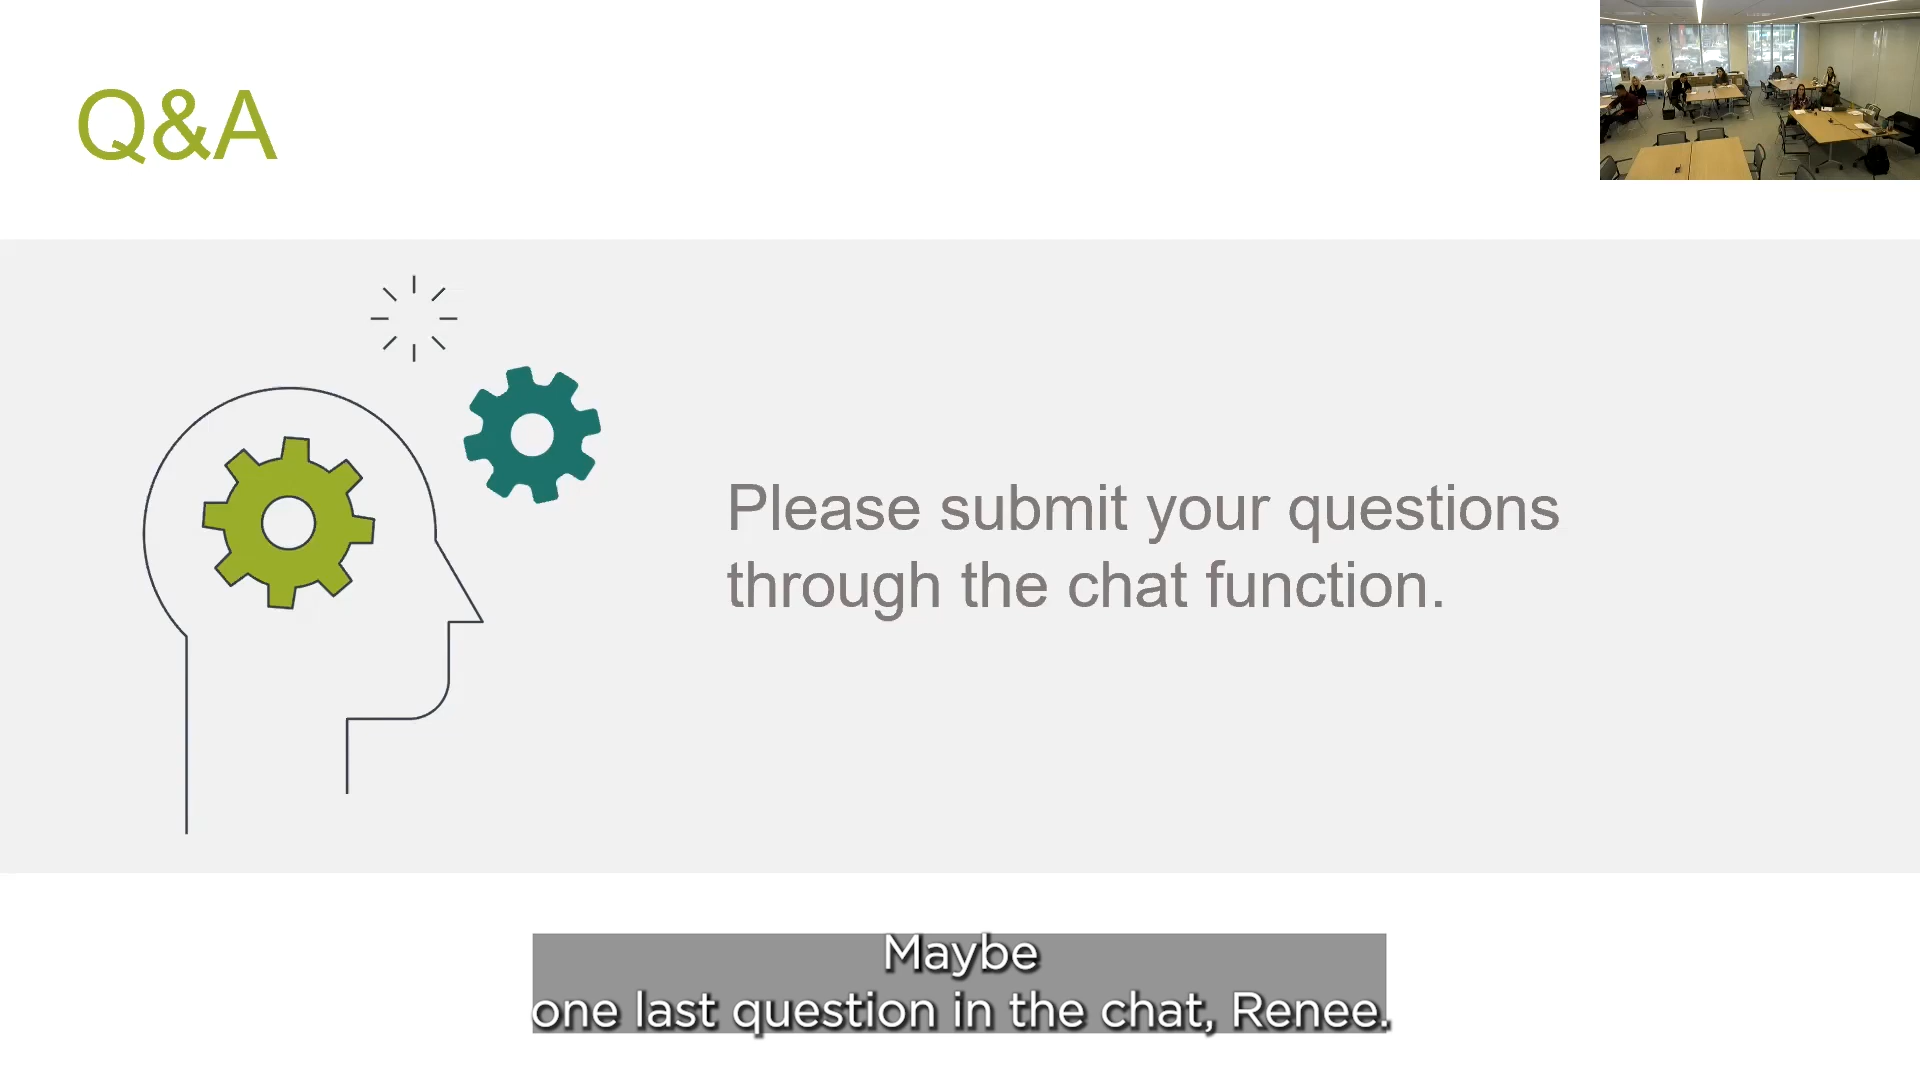 Q&A
Please submit your questions
through the chat function.
Maybe
one last question in the chat, Renee.